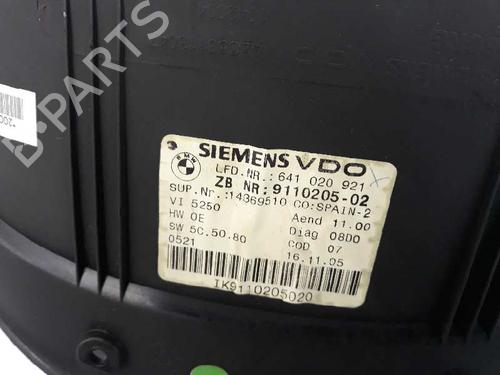 SIEMENS VDO
LFD.NR.: 641 020 921
ZB NR: 9110205-02
SUP.Nr.:14369510 CO:SPAIN-2
VI 5250 Aend 11.00
HW 0E Diag 08D0
SW 5C.50.80 COD 07
0521 16.11.05
IK9110205020
B-PARTS